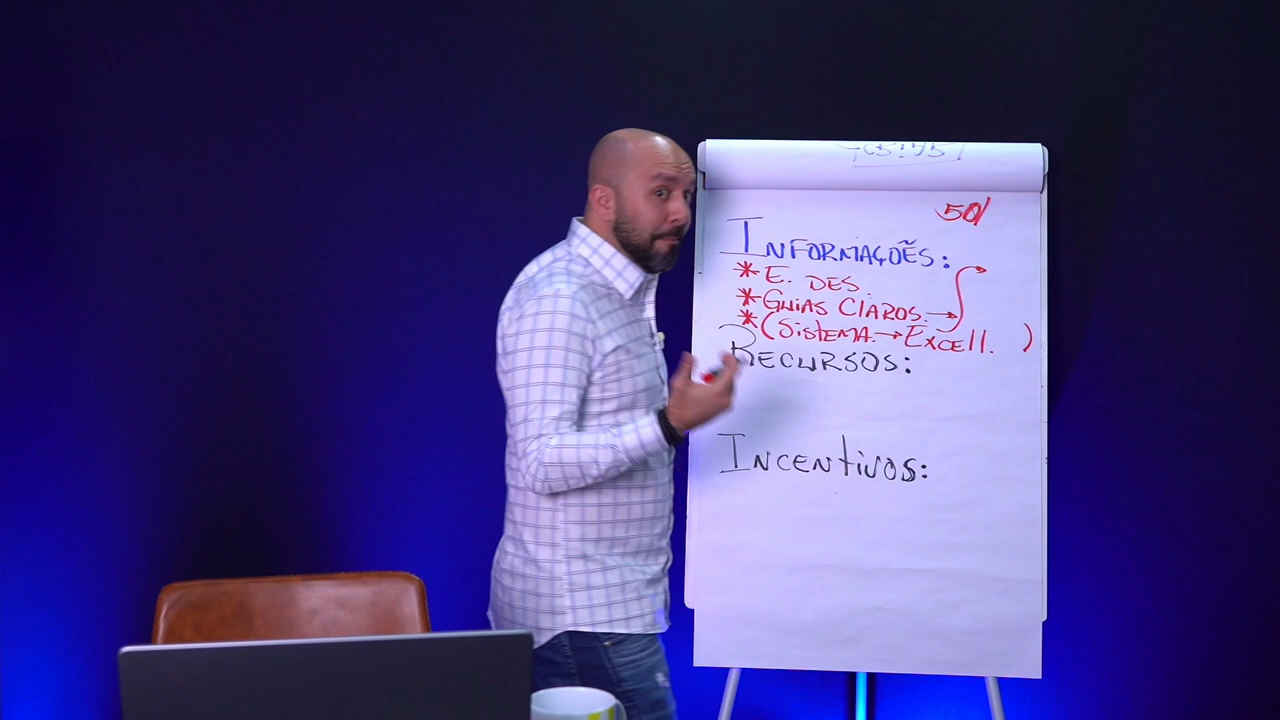 50/
Informações:
* E. DES.
* Guias Claros. →
* (Sistema. → Excell. )
Recursos:
Incentivos: